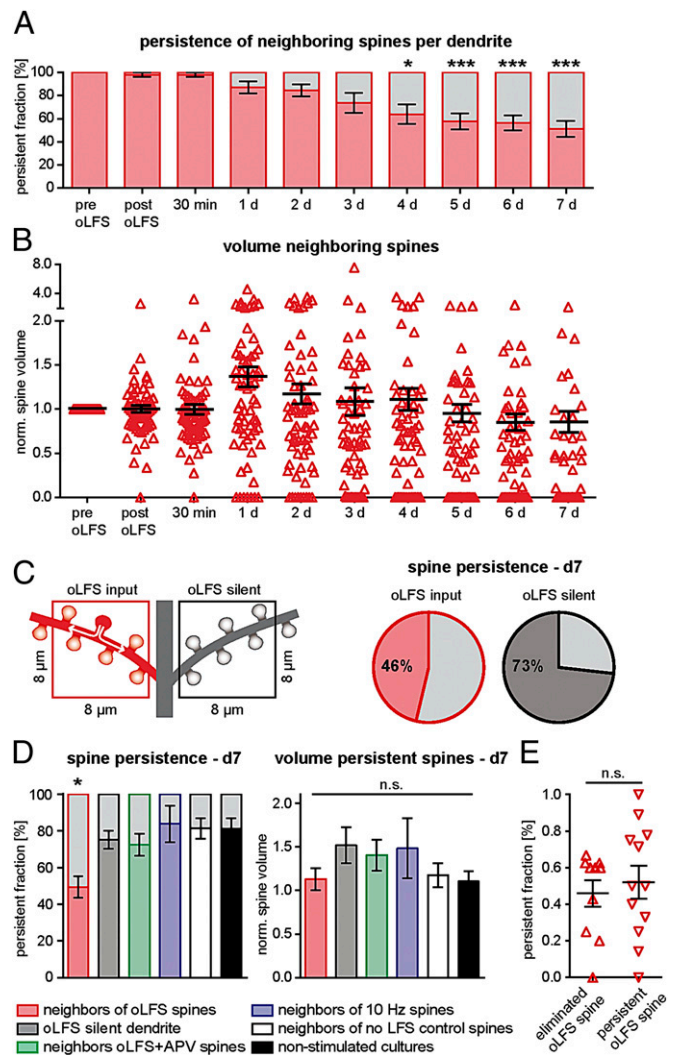 A
persistence of neighboring spines per dendrite
persistent fraction [%]
100
80
60
40
20
0
* *** *** ***
pre oLFS
post oLFS
30 min
1 d
2 d
3 d
4 d
5 d
6 d
7 d
B
volume neighboring spines
norm. spine volume
8.0
4.0
2.0
1.5
1.0
0.5
0.0
pre oLFS
post oLFS
30 min
1 d
2 d
3 d
4 d
5 d
6 d
7 d
C
oLFS input
oLFS silent
8 µm
8 µm
8 µm
8 µm
spine persistence - d7
oLFS input
oLFS silent
46%
73%
D
spine persistence - d7
persistent fraction [%]
100
80
60
40
20
0
*
volume persistent spines - d7
norm. spine volume
n.s.
2.0
1.5
1.0
0.5
0.0
neighbors of oLFS spines
oLFS silent dendrite
neighbors oLFS+APV spines
neighbors of 10 Hz spines
neighbors of no LFS control spines
non-stimulated cultures
E
n.s.
persistent fraction [%]
1.0
0.8
0.6
0.4
0.2
0.0
eliminated oLFS spine
persistent oLFS spine